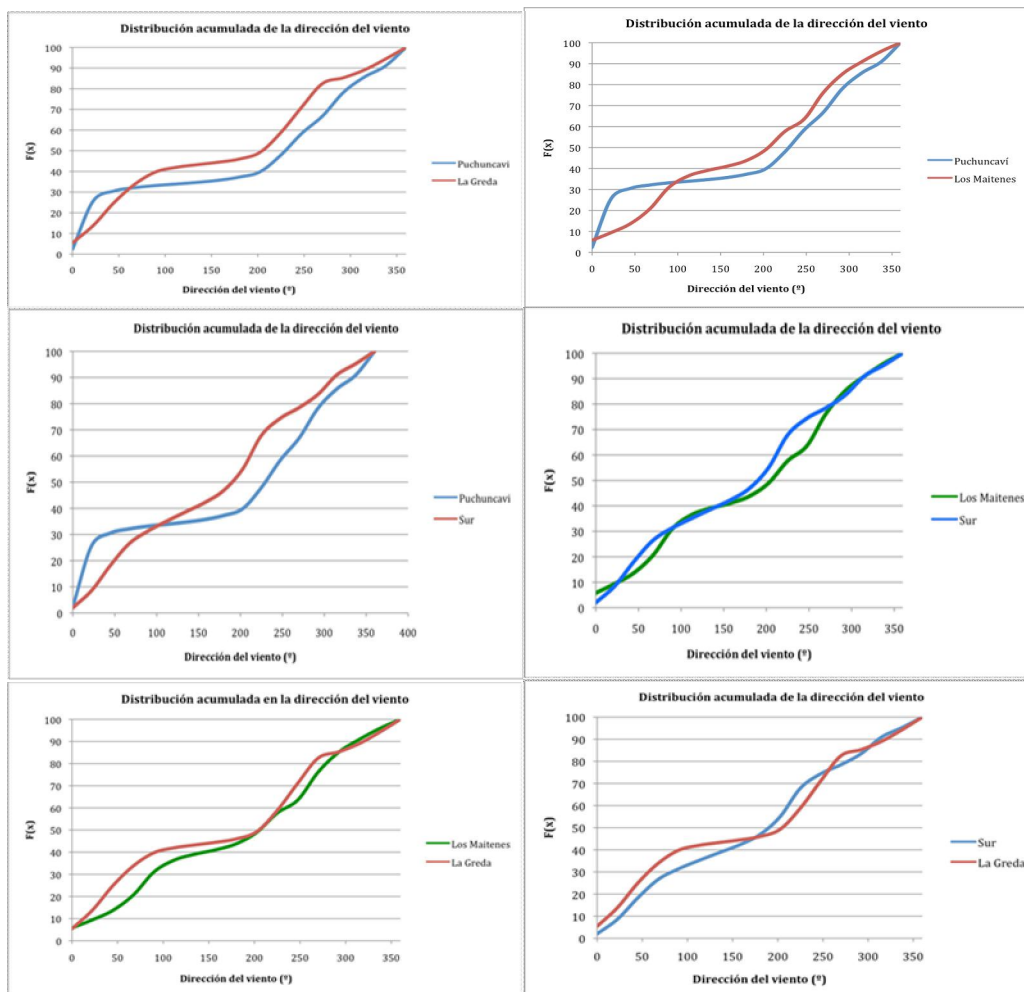 Distribución acumulada de la dirección del viento
100
90
80
70
60
50
40
30
20
10
0
F(x)
0 50 100 150 200 250 300 350
Dirección del viento (º)
Puchuncavi
La Greda
Distribución acumulada de la dirección del viento
100
90
80
70
60
50
40
30
20
10
0
F(x)
0 50 100 150 200 250 300 350
Dirección del viento (º)
Puchuncaví
Los Maitenes
Distribución acumulada de la dirección del viento
100
90
80
70
60
50
40
30
20
10
0
F(x)
0 50 100 150 200 250 300 350 400
Dirección del viento (º)
Puchuncavi
Sur
Distribución acumulada de la dirección del viento
100
90
80
70
60
50
40
30
20
10
0
F(x)
0 50 100 150 200 250 300 350
Dirección del viento (º)
Los Maitenes
Sur
Distribución acumulada en la dirección del viento
100
90
80
70
60
50
40
30
20
10
0
F(x)
0 50 100 150 200 250 300 350
Dirección del viento (º)
Los Maitenes
La Greda
Distribución acumulada de la dirección del viento
100
90
80
70
60
50
40
30
20
10
0
F(x)
0 50 100 150 200 250 300 350
Dirección del viento (º)
Sur
La Greda